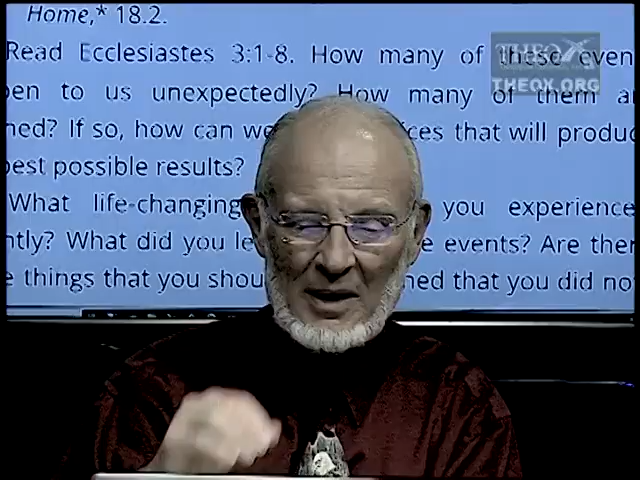 Home,* 18.2.
Read Ecclesiastes 3:1-8. How many of these even
pen to us unexpectedly? How many of them a
ned? If so, how can we ices that will produc
best possible results?
What life-changing you experience
ntly? What did you le e events? Are ther
e things that you shou ned that you did no
THEOX
THEOX.ORG